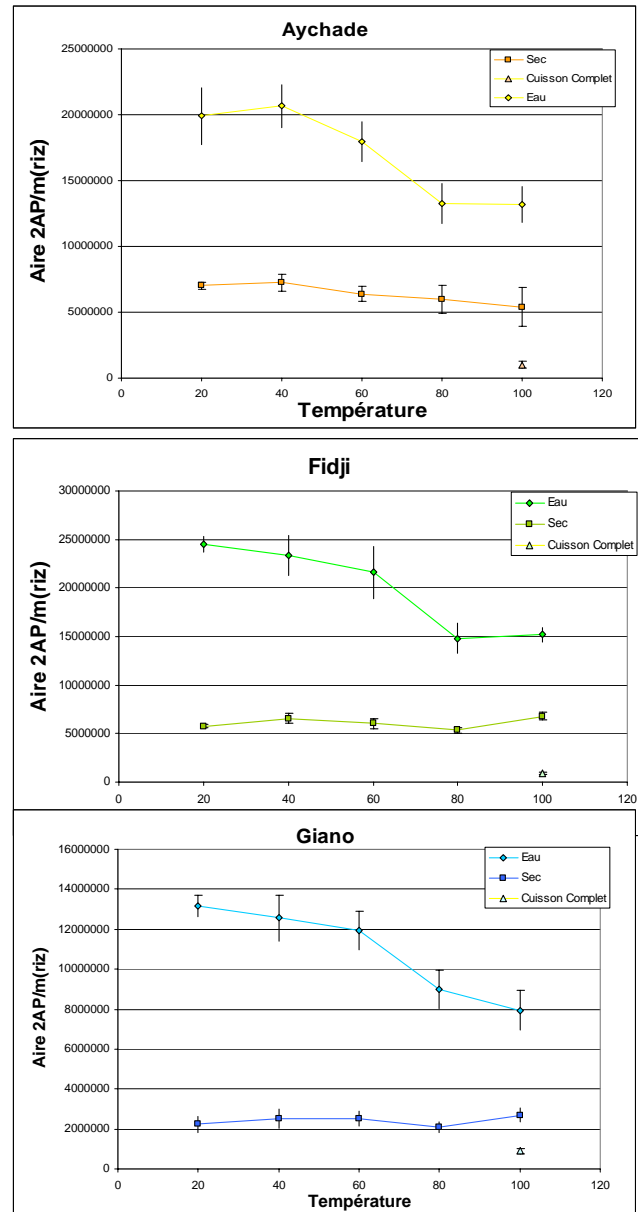 Aychade
25000000
20000000
15000000
10000000
5000000
0
Aire 2AP/m(riz)
Sec
Cuisson Complet
Eau
0 20 40 60 80 100 120
Température
Fidji
30000000
25000000
20000000
15000000
10000000
5000000
0
Aire 2AP/m(riz)
Eau
Sec
Cuisson Complet
0 20 40 60 80 100 120
Giano
16000000
14000000
12000000
10000000
8000000
6000000
4000000
2000000
0
Aire 2AP/m(riz)
Eau
Sec
Cuisson Complet
0 20 40 60 80 100 120
Température